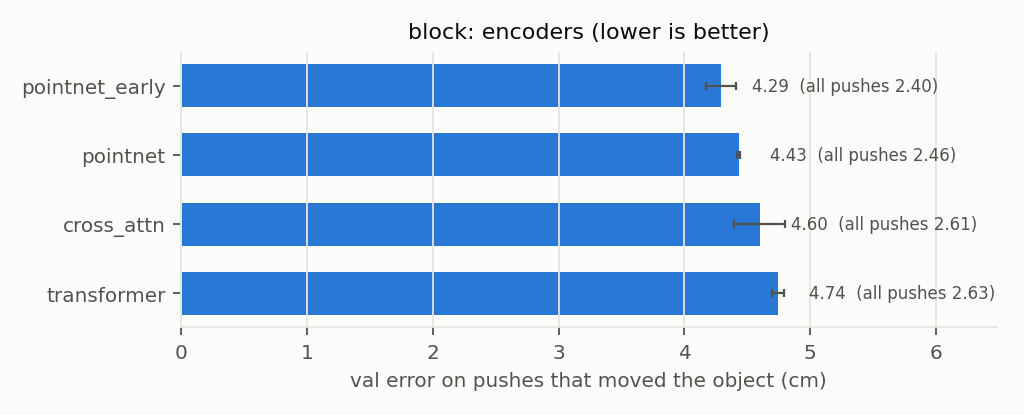 block: encoders (lower is better)
pointnet_early
4.29  (all pushes 2.40)
pointnet
4.43  (all pushes 2.46)
cross_attn
4.60  (all pushes 2.61)
transformer
4.74  (all pushes 2.63)
0 1 2 3 4 5 6
val error on pushes that moved the object (cm)